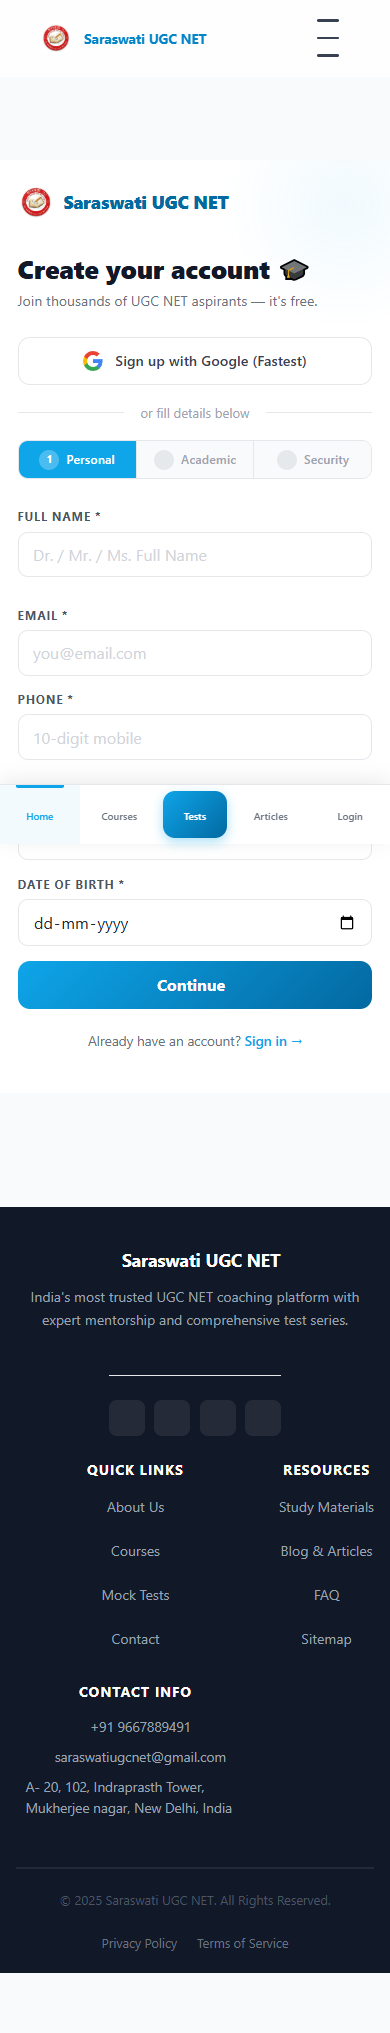 Saraswati UGC NET
Saraswati UGC NET
Create your account 🎓
Join thousands of UGC NET aspirants — it's free.
Sign up with Google (Fastest)
or fill details below
1 Personal Academic Security
FULL NAME *
Dr. / Mr. / Ms. Full Name
EMAIL *
you@email.com
PHONE *
10-digit mobile
Home Courses Tests Articles Login
DATE OF BIRTH *
dd-mm-yyyy
Continue
Already have an account? Sign in →
Saraswati UGC NET
India's most trusted UGC NET coaching platform with
expert mentorship and comprehensive test series.
QUICK LINKS
About Us
Courses
Mock Tests
Contact
RESOURCES
Study Materials
Blog & Articles
FAQ
Sitemap
CONTACT INFO
+91 9667889491
saraswatiugcnet@gmail.com
A- 20, 102, Indraprasth Tower,
Mukherjee nagar, New Delhi, India
© 2025 Saraswati UGC NET. All Rights Reserved.
Privacy Policy Terms of Service